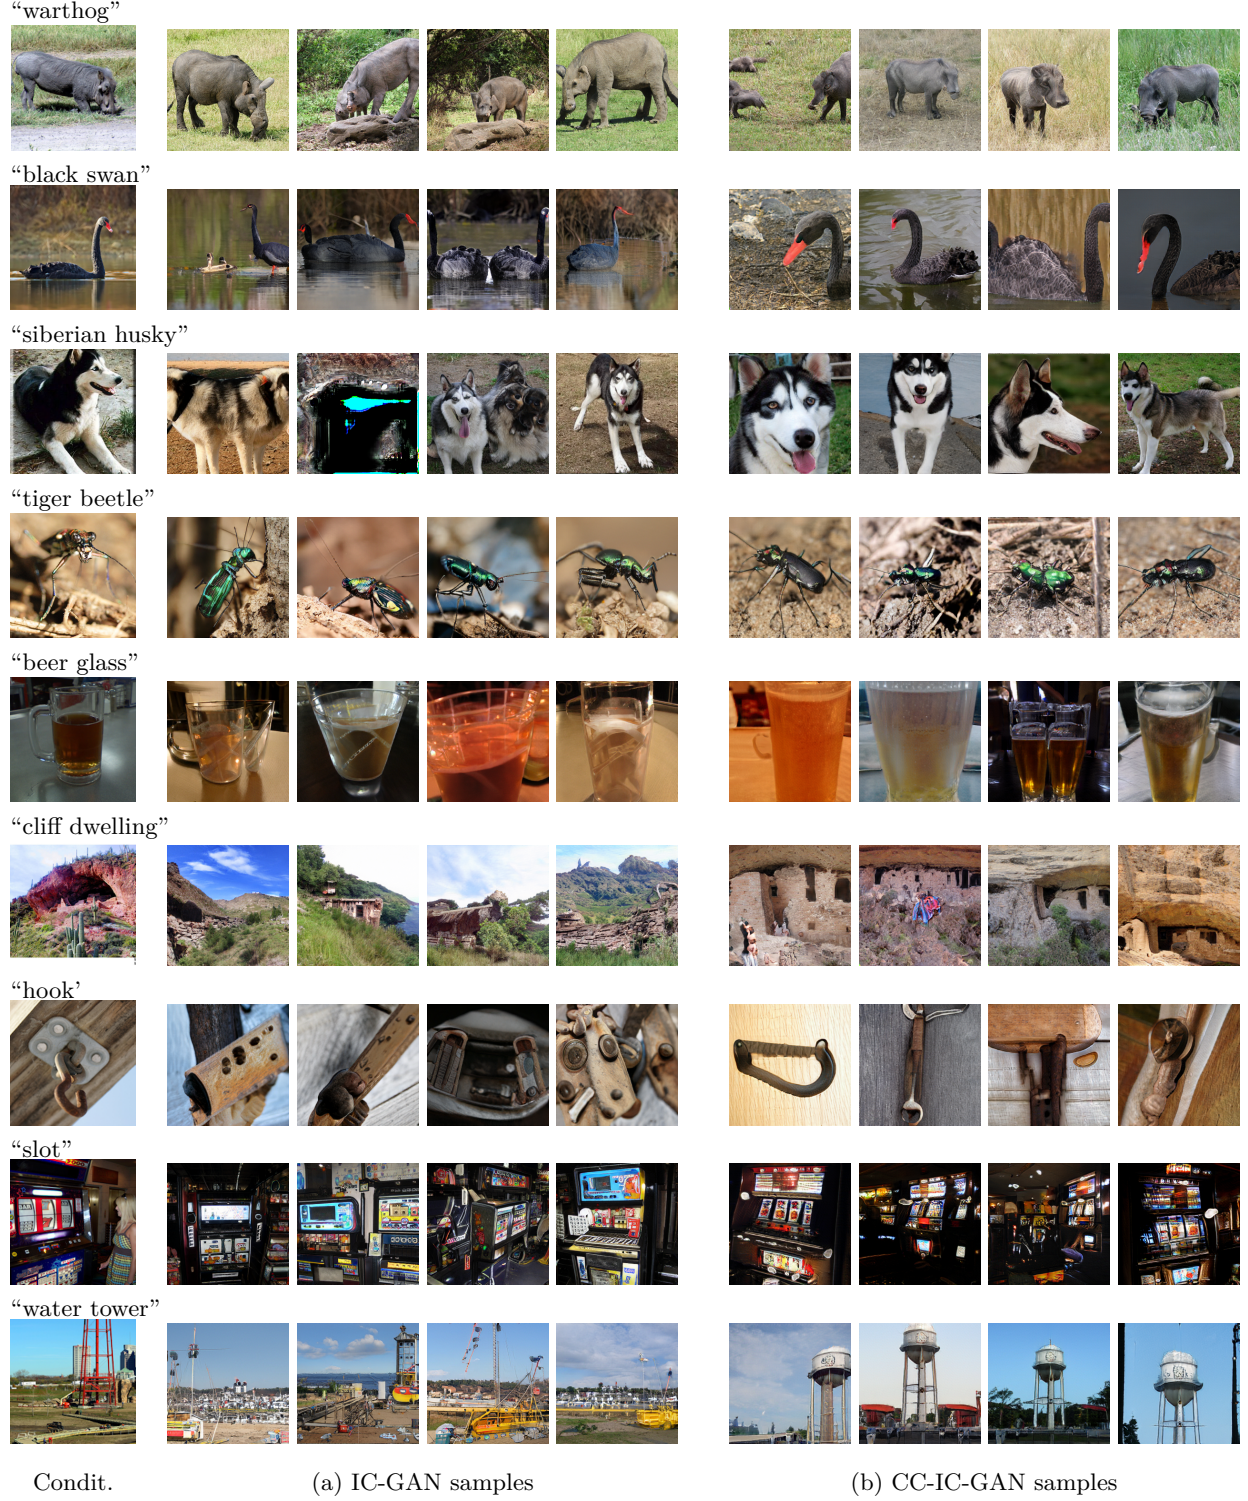 “warthog”
“black swan”
“siberian husky”
“tiger beetle”
“beer glass”
“cliff dwelling”
“hook’
“slot”
“water tower”
Condit. (a) IC-GAN samples (b) CC-IC-GAN samples